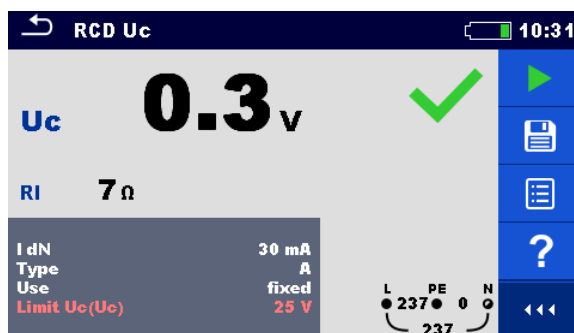 RCD Uc 10:31
Uc 0.3 V
Rl 7 Ω
I dN 30 mA
Type A
Use fixed
Limit Uc(Uc) 25 V
?
L PE N
237 0
237